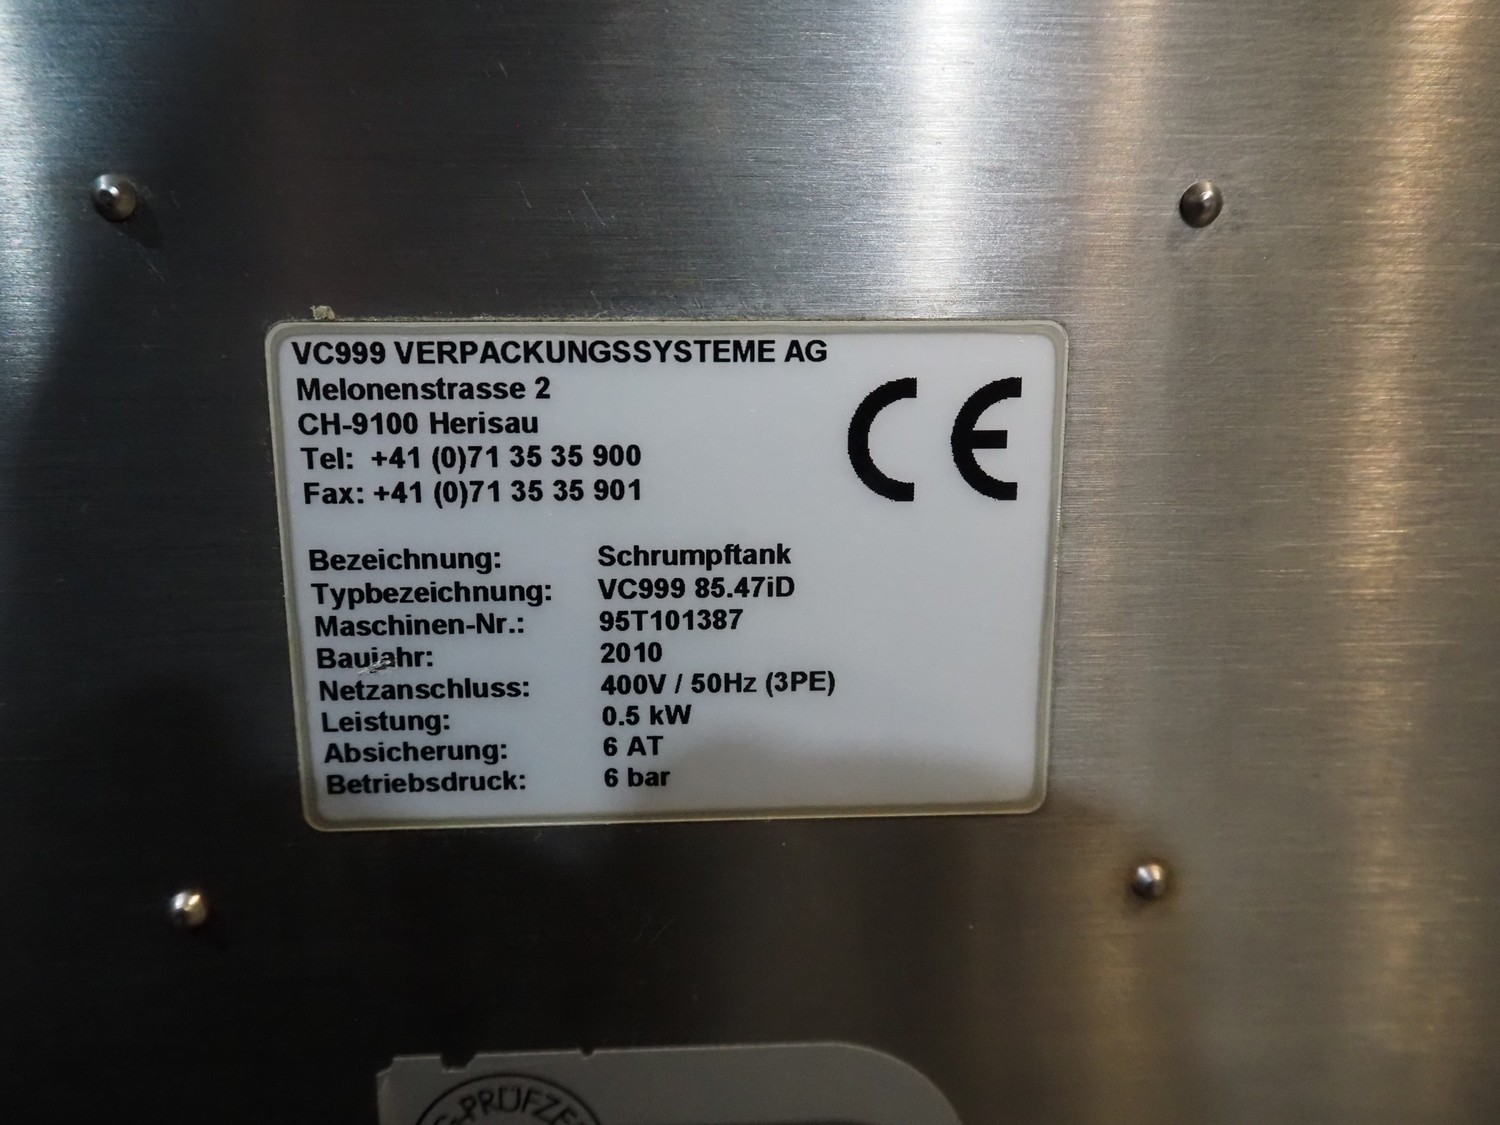 VC999 VERPACKUNGSSYSTEME AG
Melonenstrasse 2
CH-9100 Herisau
Tel: +41 (0)71 35 35 900
Fax: +41 (0)71 35 35 901
CE
Bezeichnung: Schrumpftank
Typbezeichnung: VC999 85.47iD
Maschinen-Nr.: 95T101387
Baujahr: 2010
Netzanschluss: 400V / 50Hz (3PE)
Leistung: 0.5 kW
Absicherung: 6 AT
Betriebsdruck: 6 bar